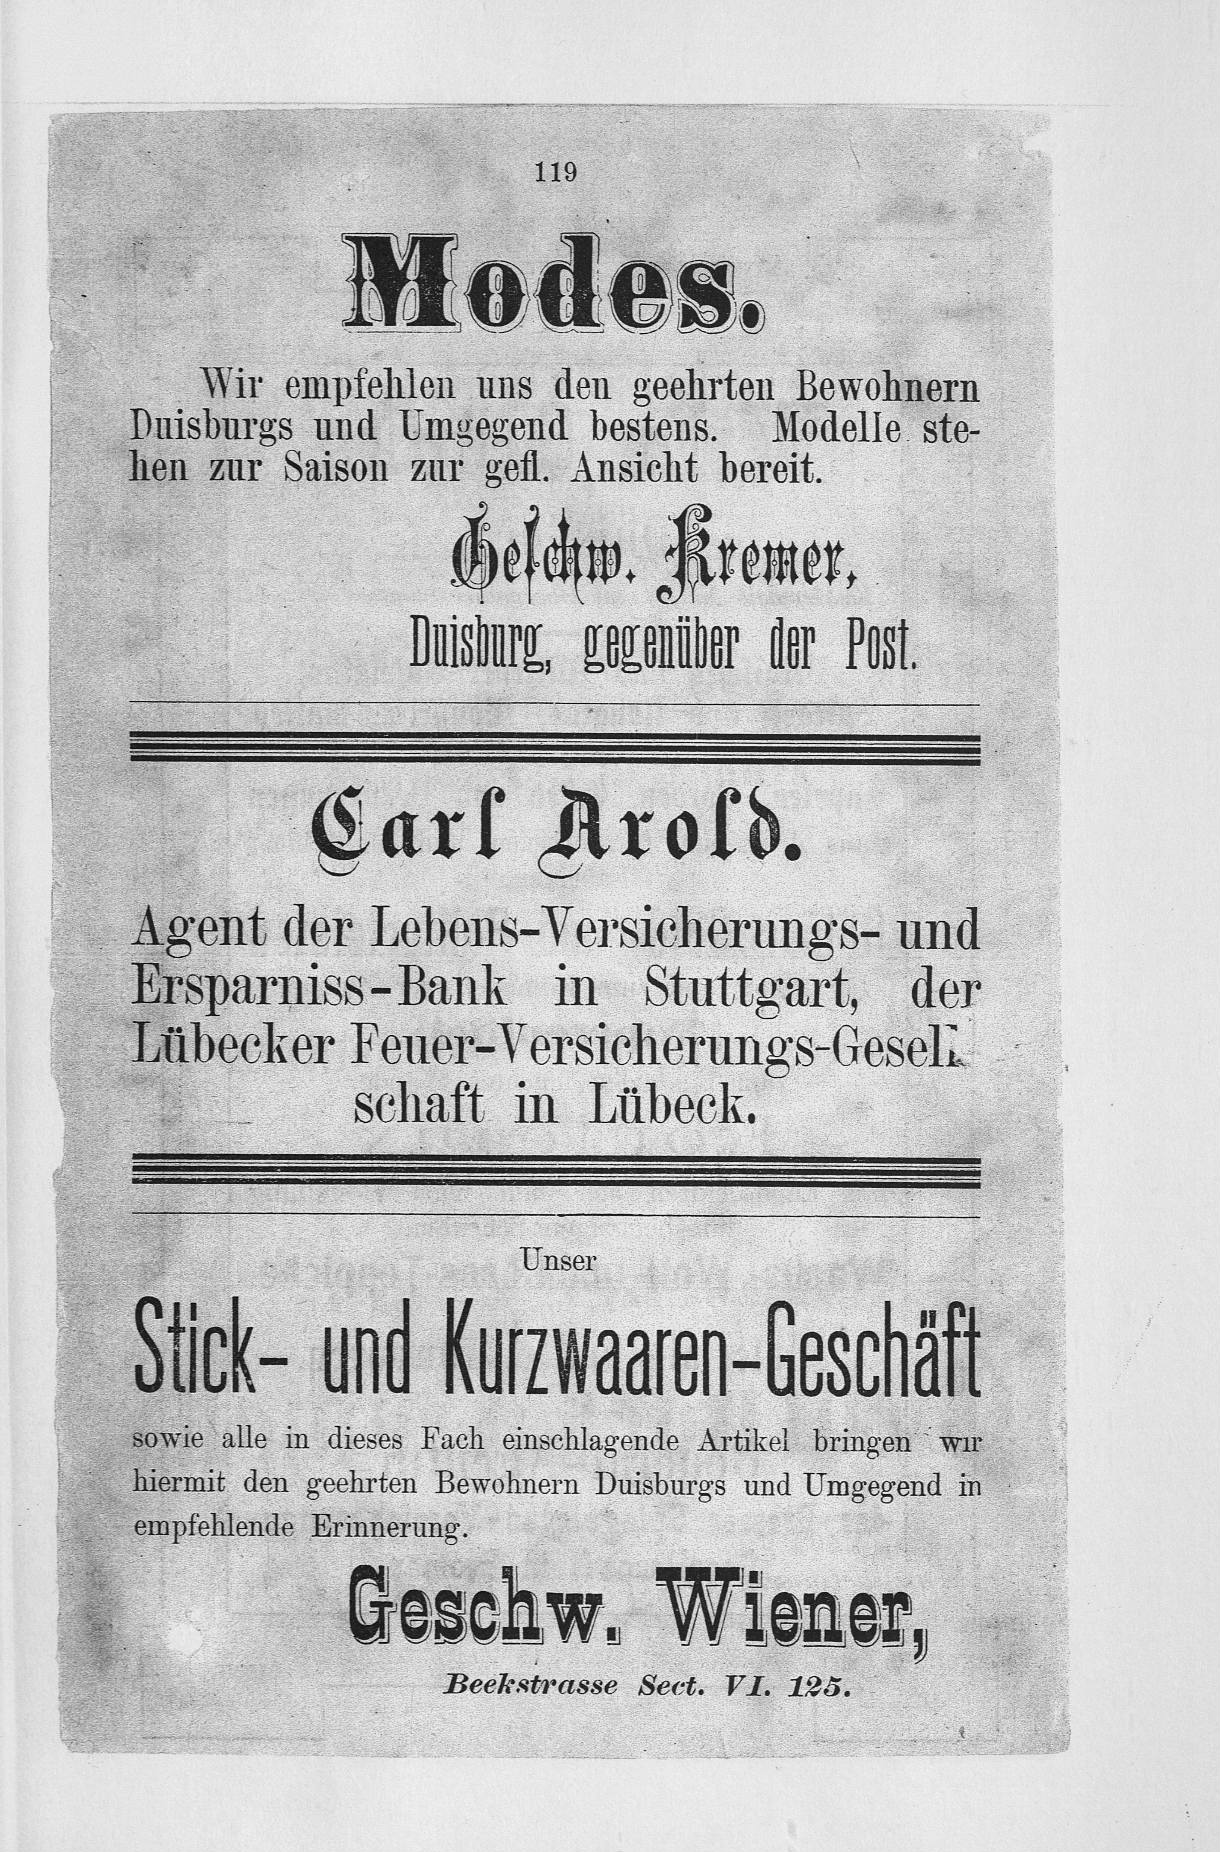 119
Modes.
Wir empfehlen uns den geehrten Bewohnern
Duisburgs und Umgegend bestens. Modelle ste-
hen zur Saison zur gefl. Ansicht bereit.
Geschw. Kremer,
Duisburg, gegenüber der Post.
Carl Arold.
Agent der Lebens-Versicherungs- und
Ersparniss-Bank in Stuttgart, der
Lübecker Feuer-Versicherungs-Gesell
schaft in Lübeck.
Unser
Stick- und Kurzwaaren-Geschäft
sowie alle in dieses Fach einschlagende Artikel bringen wir
hiermit den geehrten Bewohnern Duisburgs und Umgegend in
empfehlende Erinnerung.
Geschw. Wiener,
Beekstrasse Sect. VI. 125.